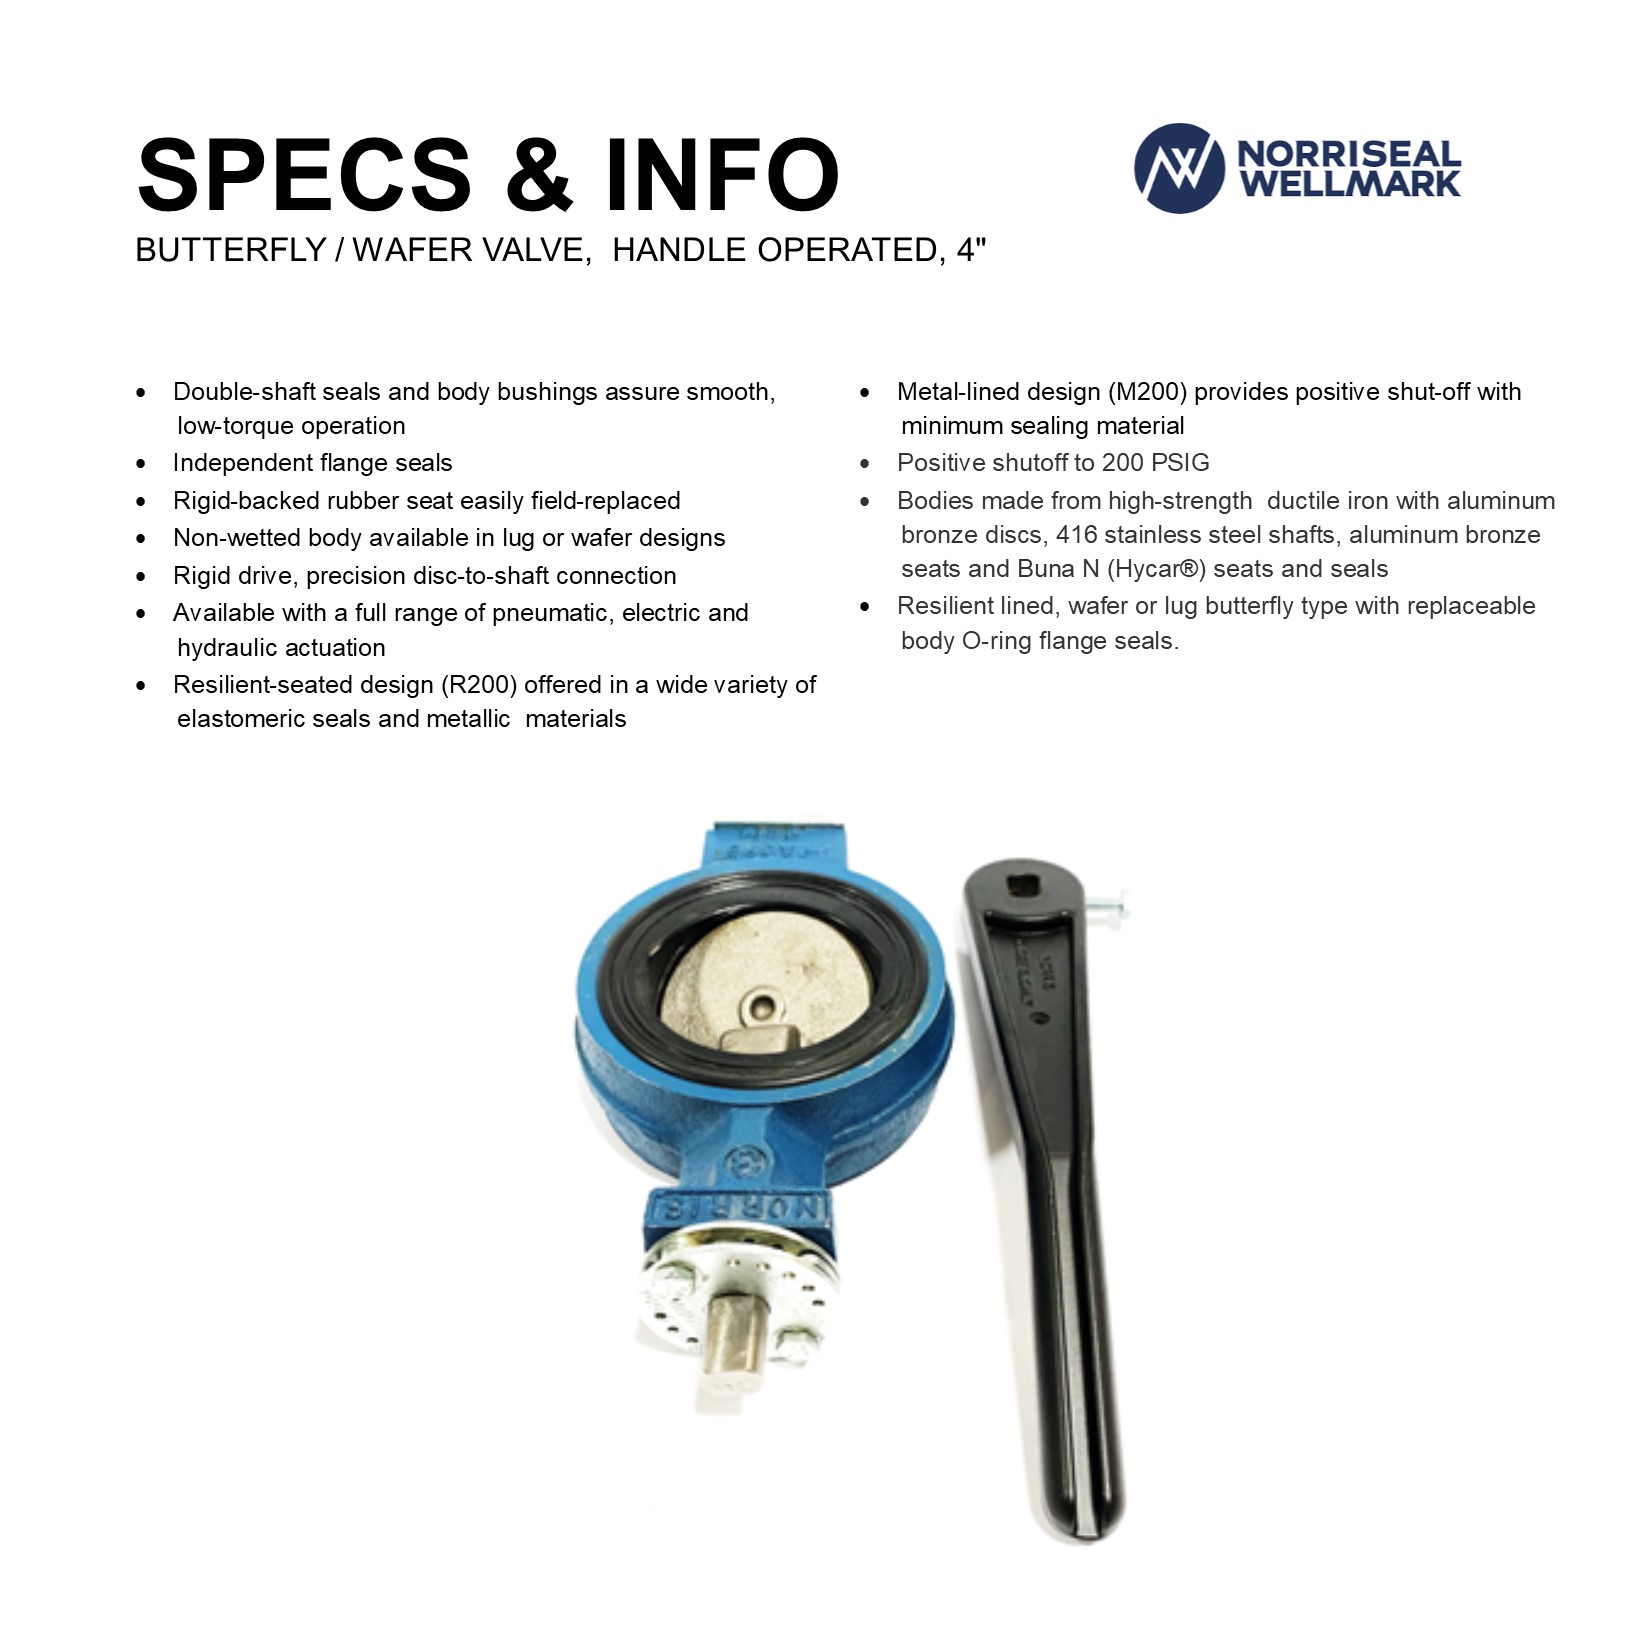 SPECS & INFO
NORRISEAL
WELLMARK
BUTTERFLY / WAFER VALVE, HANDLE OPERATED, 4"
• Double-shaft seals and body bushings assure smooth,
low-torque operation
• Independent flange seals
• Rigid-backed rubber seat easily field-replaced
• Non-wetted body available in lug or wafer designs
• Rigid drive, precision disc-to-shaft connection
• Available with a full range of pneumatic, electric and
hydraulic actuation
• Resilient-seated design (R200) offered in a wide variety of
elastomeric seals and metallic materials
• Metal-lined design (M200) provides positive shut-off with
minimum sealing material
• Positive shutoff to 200 PSIG
• Bodies made from high-strength ductile iron with aluminum
bronze discs, 416 stainless steel shafts, aluminum bronze
seats and Buna N (Hycar®) seats and seals
• Resilient lined, wafer or lug butterfly type with replaceable
body O-ring flange seals.
NORRIS